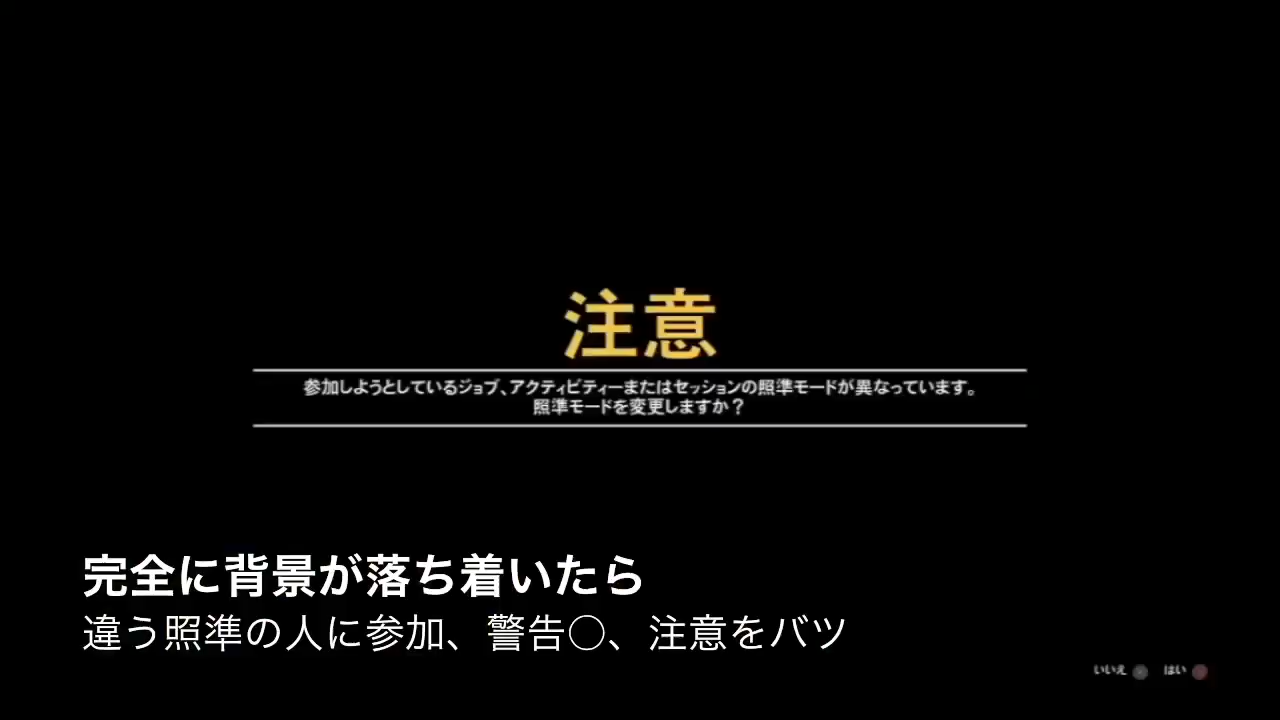 注意
参加しようとしているジョブ、アクティビティーまたはセッションの照準モードが異なっています。
照準モードを変更しますか？
完全に背景が落ち着いたら
違う照準の人に参加、警告◯、注意をバツ
いいえ はい